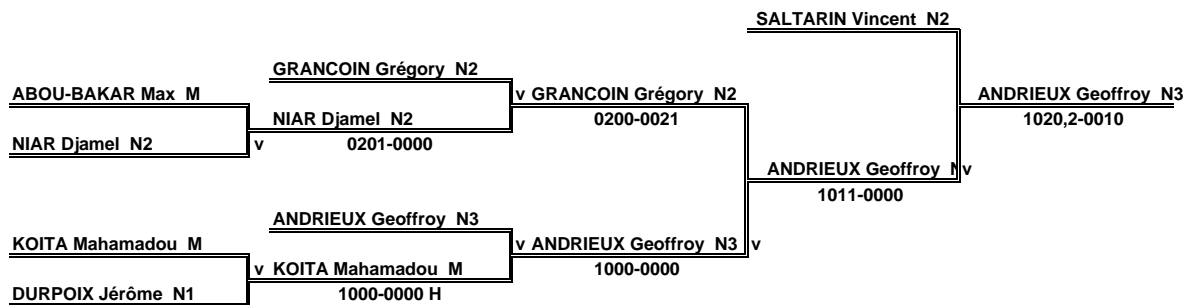 SALTARIN Vincent N2
GRANCOIN Grégory N2
ABOU-BAKAR Max M
v GRANCOIN Grégory N2
ANDRIEUX Geoffroy N3
NIAR Djamel N2
0200-0021
1020,2-0010
NIAR Djamel N2
v
0201-0000
ANDRIEUX Geoffroy Nv
1011-0000
ANDRIEUX Geoffroy N3
KOITA Mahamadou M
v ANDRIEUX Geoffroy N3
v
v KOITA Mahamadou M
1000-0000
DURPOIX Jérôme N1
1000-0000 H